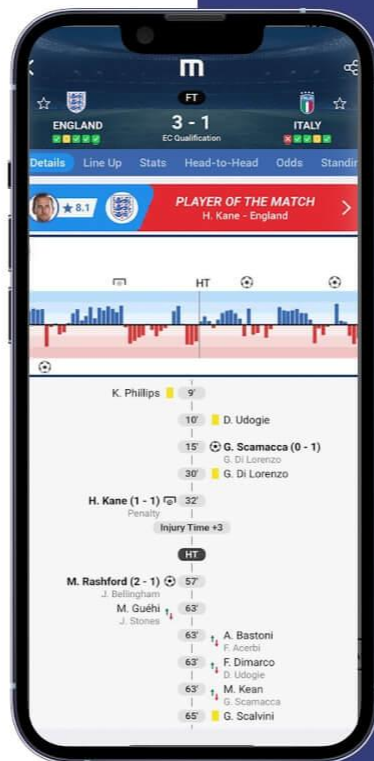 m
FT
ENGLAND
3 - 1
ITALY
EC Qualification
Details Line Up Stats Head-to-Head Odds
8.1
PLAYER OF THE MATCH
H. Kane - England
HT
K. Phillips 9'
10' D. Udogie
15' G. Scamacca (0 - 1)
G. Di Lorenzo
30' G. Di Lorenzo
H. Kane (1 - 1) 32'
Penalty
Injury Time +3
HT
M. Rashford (2 - 1) 57'
J. Bellingham
M. Guéhi 63'
J. Stones
63' A. Bastoni
F. Acerbi
63' F. Dimarco
D. Udogie
63' M. Kean
G. Scamacca
65' G. Scalvini